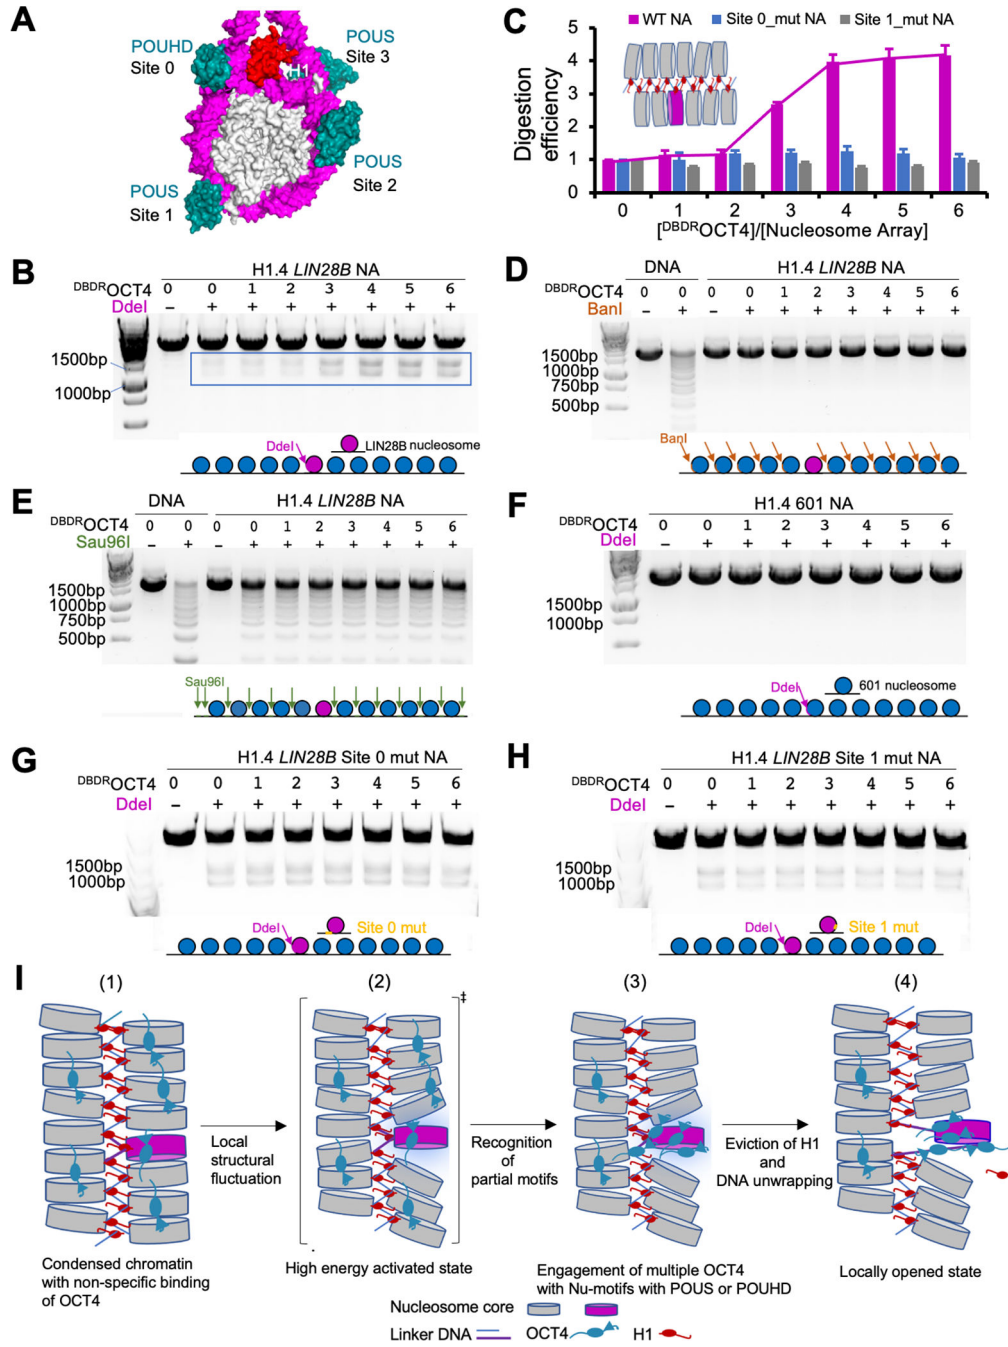 A
POUHD
Site 0
POUS
Site 3
H1
POUS
Site 2
POUS
Site 1
C
WT NA Site 0_mut NA Site 1_mut NA
Digestion
efficiency
5
4
3
2
1
0
0 1 2 3 4 5 6
[DBDROCT4]/[Nucleosome Array]
B
H1.4 LIN28B NA
DBDROCT4 0 0 1 2 3 4 5 6
DdeI – + + + + + + +
1500bp
1000bp
DdeI
LIN28B nucleosome
D
DNA H1.4 LIN28B NA
DBDROCT4 0 0 0 0 1 2 3 4 5 6
BanI – + – + + + + + + +
1500bp
1000bp
750bp
500bp
BanI
E
DNA H1.4 LIN28B NA
DBDROCT4 0 0 0 0 1 2 3 4 5 6
Sau96I – + – + + + + + + +
1500bp
1000bp
750bp
500bp
Sau96I
F
H1.4 601 NA
DBDROCT4 0 0 1 2 3 4 5 6
DdeI – + + + + + + +
1500bp
1000bp
DdeI
601 nucleosome
G
H1.4 LIN28B Site 0 mut NA
DBDROCT4 0 0 1 2 3 4 5 6
DdeI – + + + + + + +
1500bp
1000bp
DdeI
Site 0 mut
H
H1.4 LIN28B Site 1 mut NA
DBDROCT4 0 0 1 2 3 4 5 6
DdeI – + + + + + + +
1500bp
1000bp
DdeI
Site 1 mut
I
(1) (2) (3) (4)
‡
Local
structural
fluctuation
Recognition
of
partial motifs
Eviction of H1
and
DNA unwrapping
Condensed chromatin
with non-specific binding
of OCT4
High energy activated state
Engagement of multiple OCT4
with Nu-motifs with POUS or POUHD
Locally opened state
Nucleosome core
Linker DNA OCT4 H1